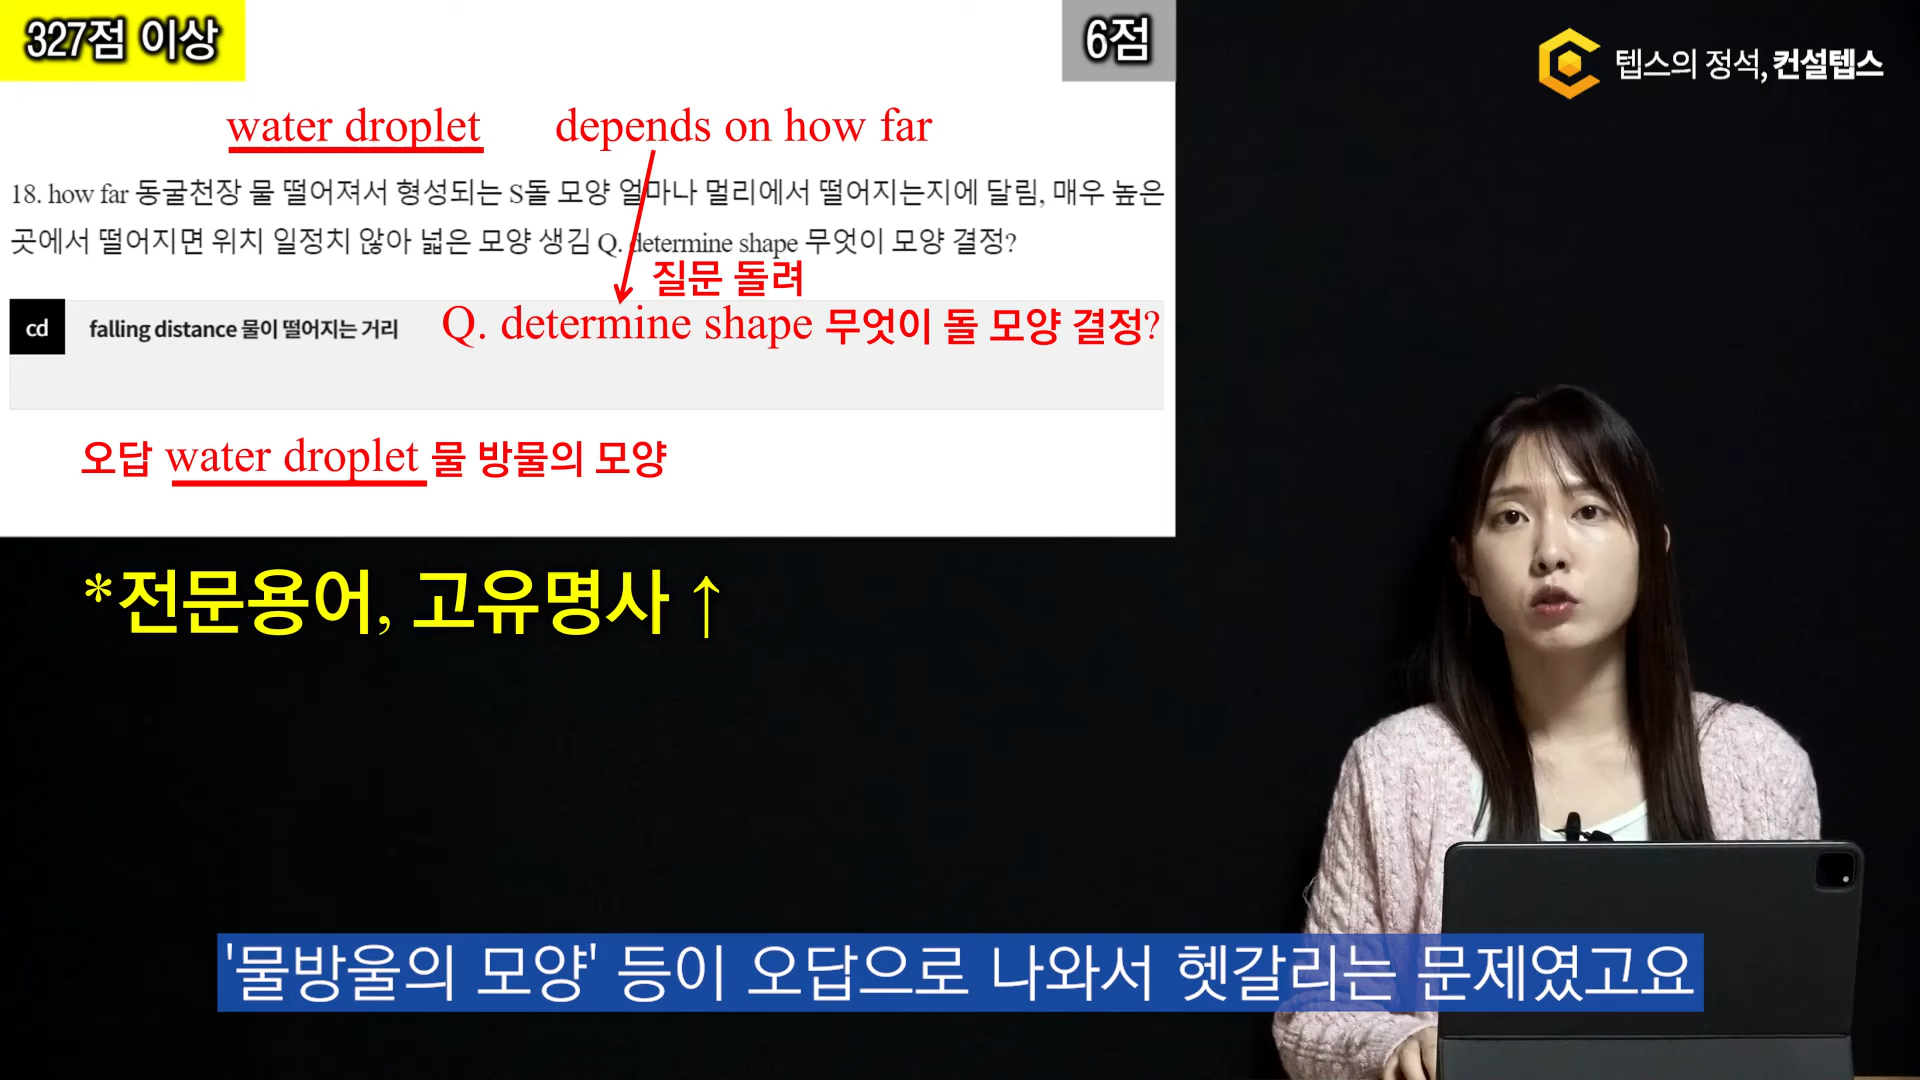 327점 이상
6점
텝스의 정석, 컨설텝스
water droplet depends on how far
18. how far 동굴천장 물 떨어져서 형성되는 S돌 모양 얼마나 멀리에서 떨어지는지에 달림, 매우 높은
곳에서 떨어지면 위치 일정치 않아 넓은 모양 생김 Q. determine shape 무엇이 모양 결정?
질문 돌려
cd falling distance 물이 떨어지는 거리 Q. determine shape 무엇이 돌 모양 결정?
오답 water droplet 물 방물의 모양
*전문용어, 고유명사 ↑
'물방울의 모양' 등이 오답으로 나와서 헷갈리는 문제였고요